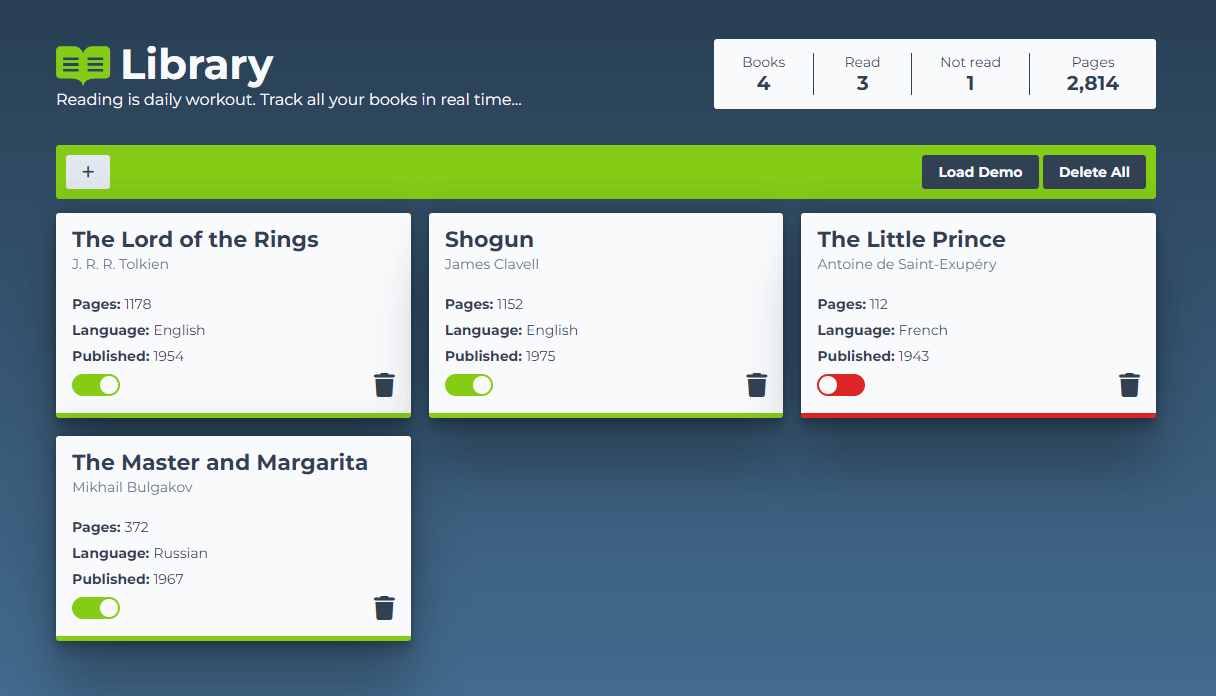 Library
Reading is daily workout. Track all your books in real time...
Books
4
Read
3
Not read
1
Pages
2,814
+
Load Demo
Delete All
The Lord of the Rings
J. R. R. Tolkien
Pages: 1178
Language: English
Published: 1954
Shogun
James Clavell
Pages: 1152
Language: English
Published: 1975
The Little Prince
Antoine de Saint-Exupéry
Pages: 112
Language: French
Published: 1943
The Master and Margarita
Mikhail Bulgakov
Pages: 372
Language: Russian
Published: 1967